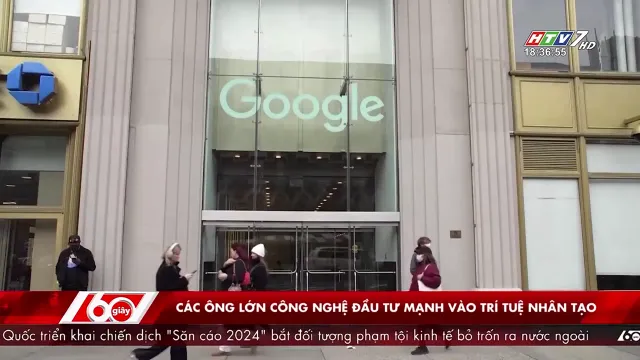 HTV7 HD
18:36:55
Google
60 giây
CÁC ÔNG LỚN CÔNG NGHỆ ĐẦU TƯ MẠNH VÀO TRÍ TUỆ NHÂN TẠO
Quốc triển khai chiến dịch "Săn cáo 2024" bắt đối tượng phạm tội kinh tế bỏ trốn ra nước ngoài